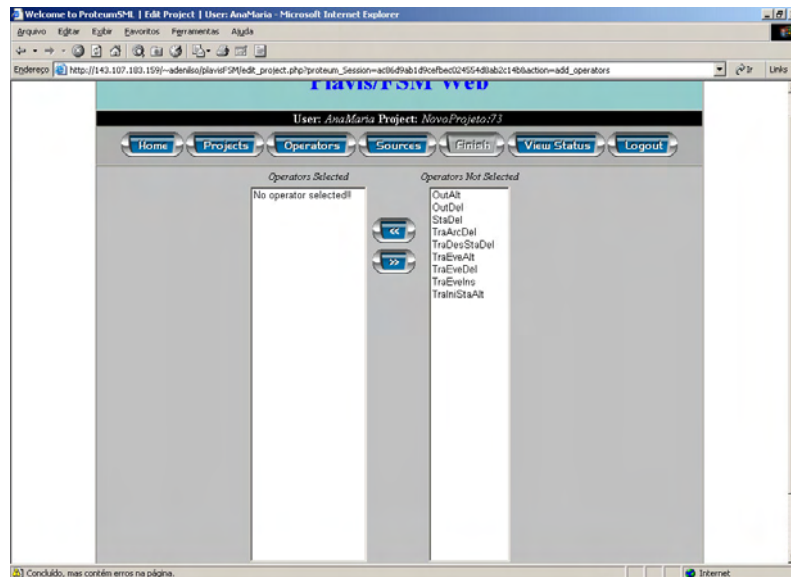 Welcome to ProteumSML | Edit Project | User: AnaMaria - Microsoft Internet Explorer
Arquivo Editar Exibir Favoritos Ferramentas Ajuda
Endereço http://143.107.183.159/~adenilso/plavisFSM/edit_project.php?proteum_Session=ac86d9ab1d9cefbec024554d8ab2c14b&action=add_operators Ir Links
Plavis/FSM Web
User: AnaMaria Project: NovoProjeto:73
Home Projects Operators Sources Finish View Status Logout
Operators Selected Operators Not Selected
No operator selected!!
OutAlt
OutDel
StaDel
TraArcDel
TraDesStaDel
TraEveAlt
TraEveDel
TraEveIns
TraIniStaAlt
<<
>>
Concluído, mas contém erros na página. Internet